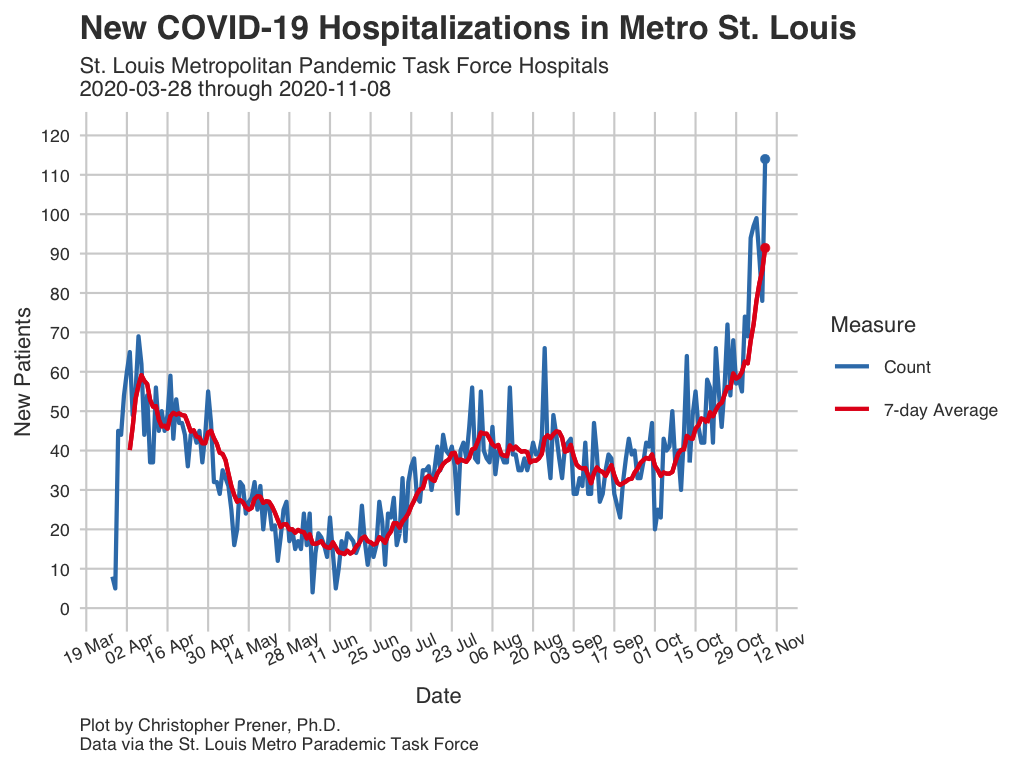 New COVID-19 Hospitalizations in Metro St. Louis
St. Louis Metropolitan Pandemic Task Force Hospitals
2020-03-28 through 2020-11-08
120
110
100
90
80
70
60
50
40
30
20
10
0
New Patients
19 Mar
02 Apr
16 Apr
30 Apr
14 May
28 May
11 Jun
25 Jun
09 Jul
23 Jul
06 Aug
20 Aug
03 Sep
17 Sep
01 Oct
15 Oct
29 Oct
12 Nov
Date
Measure
Count
7-day Average
Plot by Christopher Prener, Ph.D.
Data via the St. Louis Metro Parademic Task Force